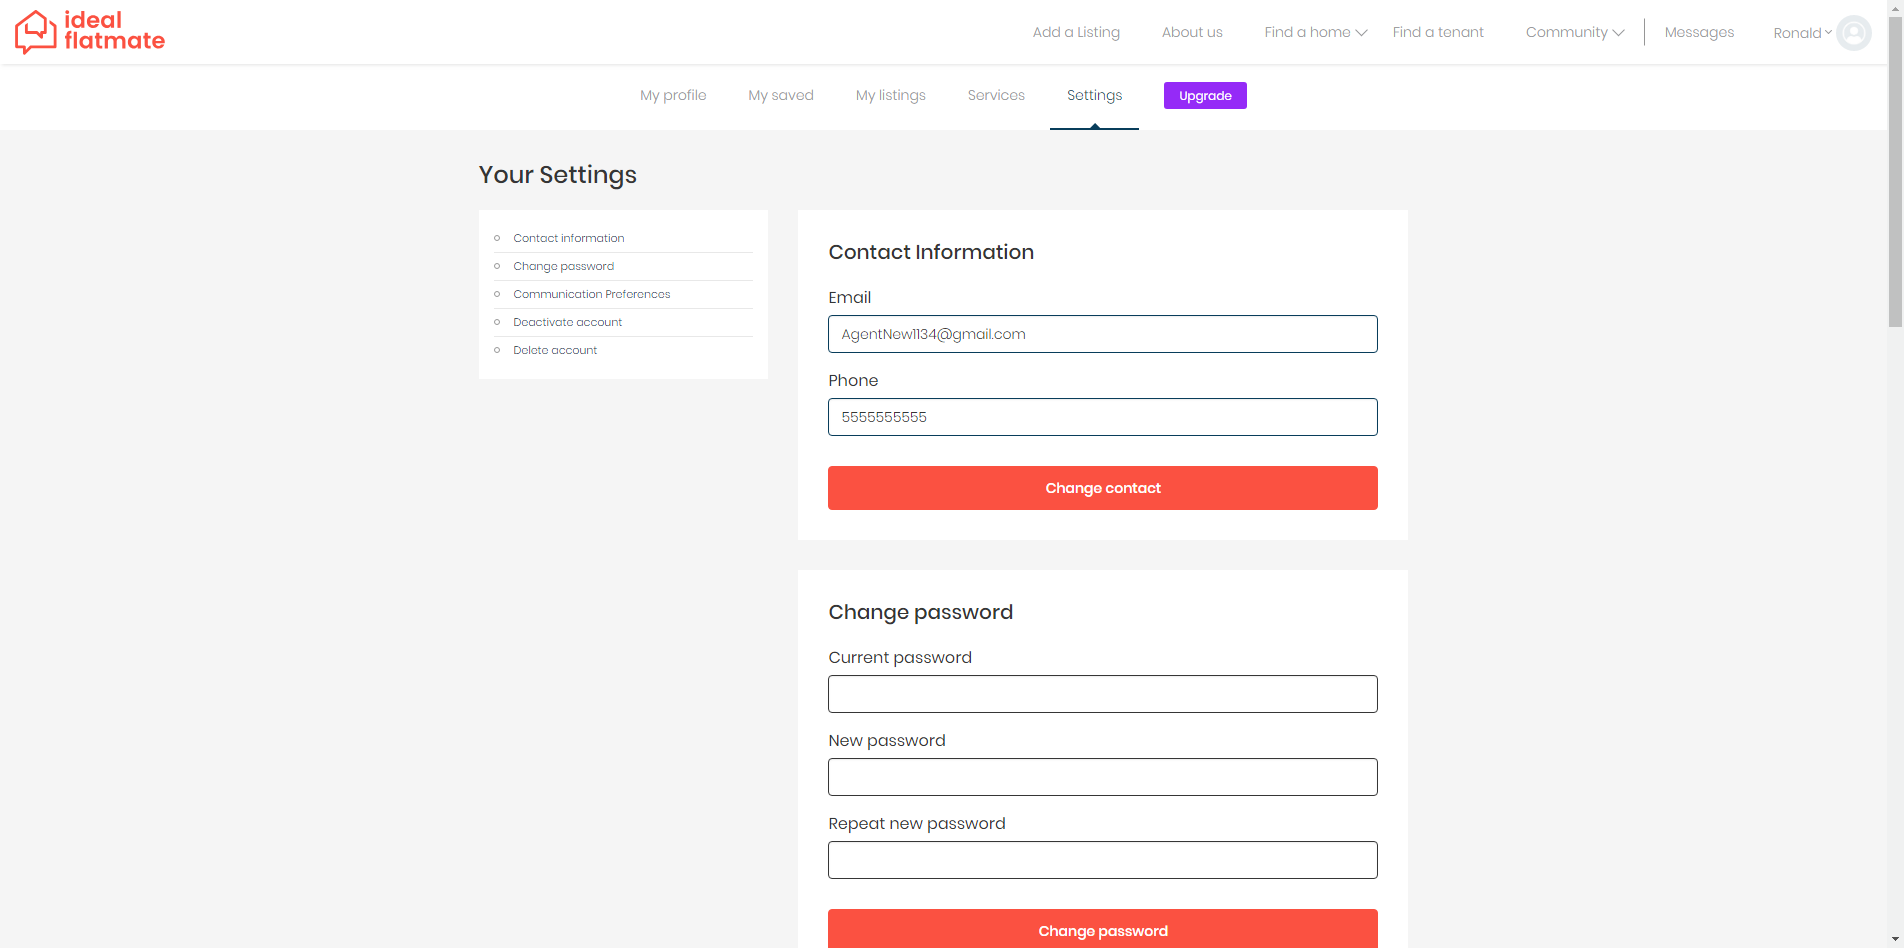 ideal
flatmate
Add a Listing About us Find a home Find a tenant Community Messages Ronald
My profile My saved My listings Services Settings Upgrade
Your Settings
Contact information
Change password
Communication Preferences
Deactivate account
Delete account
Contact Information
Email
AgentNew1134@gmail.com
Phone
5555555555
Change contact
Change password
Current password
New password
Repeat new password
Change password